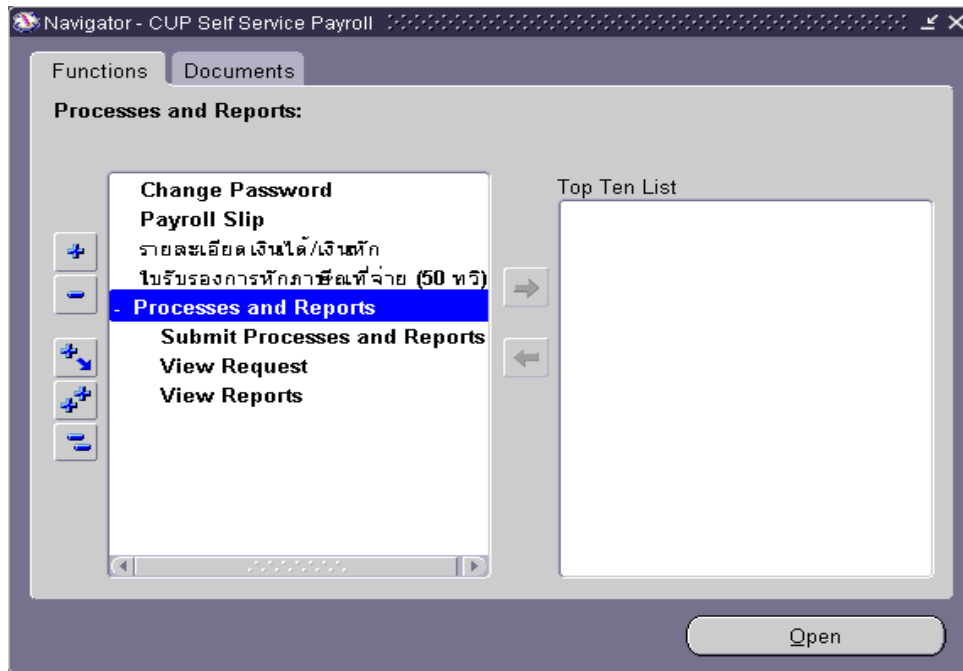 Navigator - CUP Self Service Payroll
Functions
Documents
Processes and Reports:
Change Password
Payroll Slip
รายละเอียดเงินได้/เงินหัก
ใบรับรองการหักภาษีณที่จ่าย (50 ทวิ)
- Processes and Reports
Submit Processes and Reports
View Request
View Reports
Top Ten List
Open